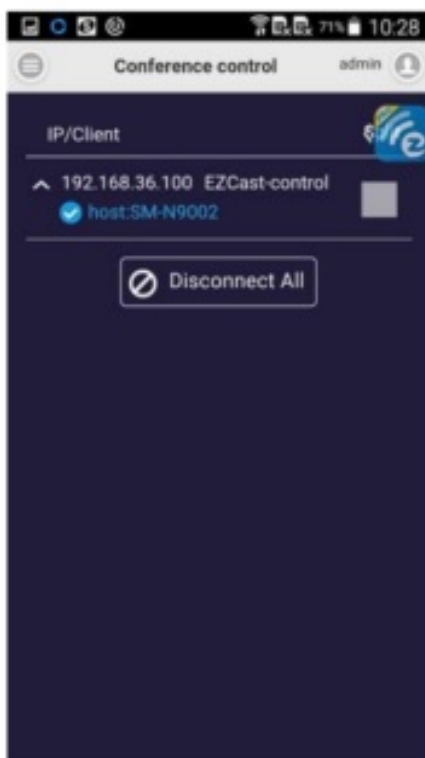 71% 10:28
Conference control admin
IP/Client
192.168.36.100 EZCast-control
host:SM-N9002
Disconnect All